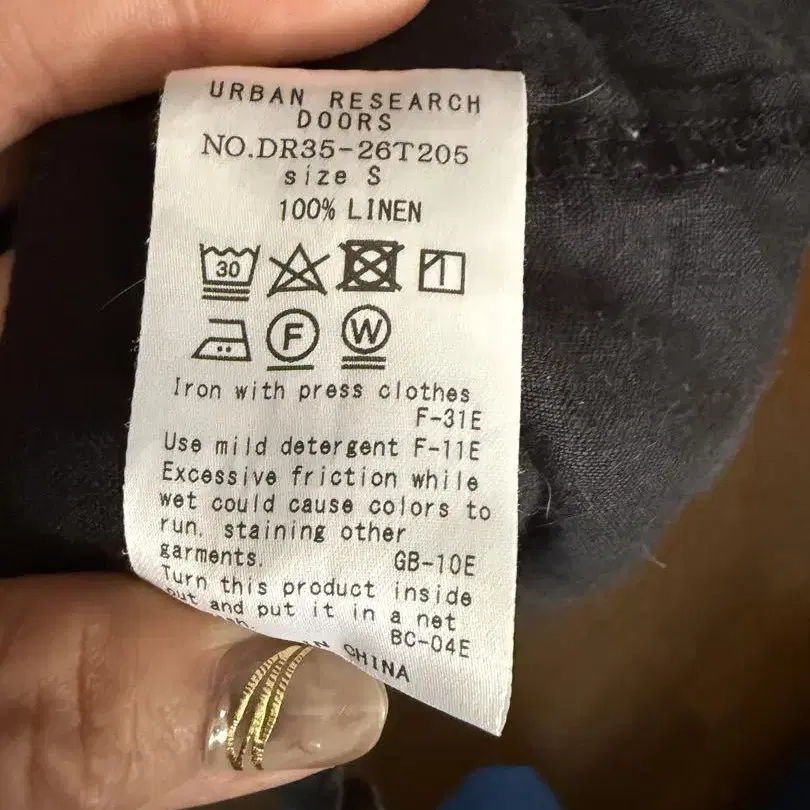 URBAN RESEARCH
DOORS
NO.DR35-26T205
size S
100% LINEN
30
F W
Iron with press clothes
F-31E
Use mild detergent F-11E
Excessive friction while
wet could cause colors to
run. staining other
garments. GB-10E
Turn this product inside
out and put it in a net
BC-04E
CHINA